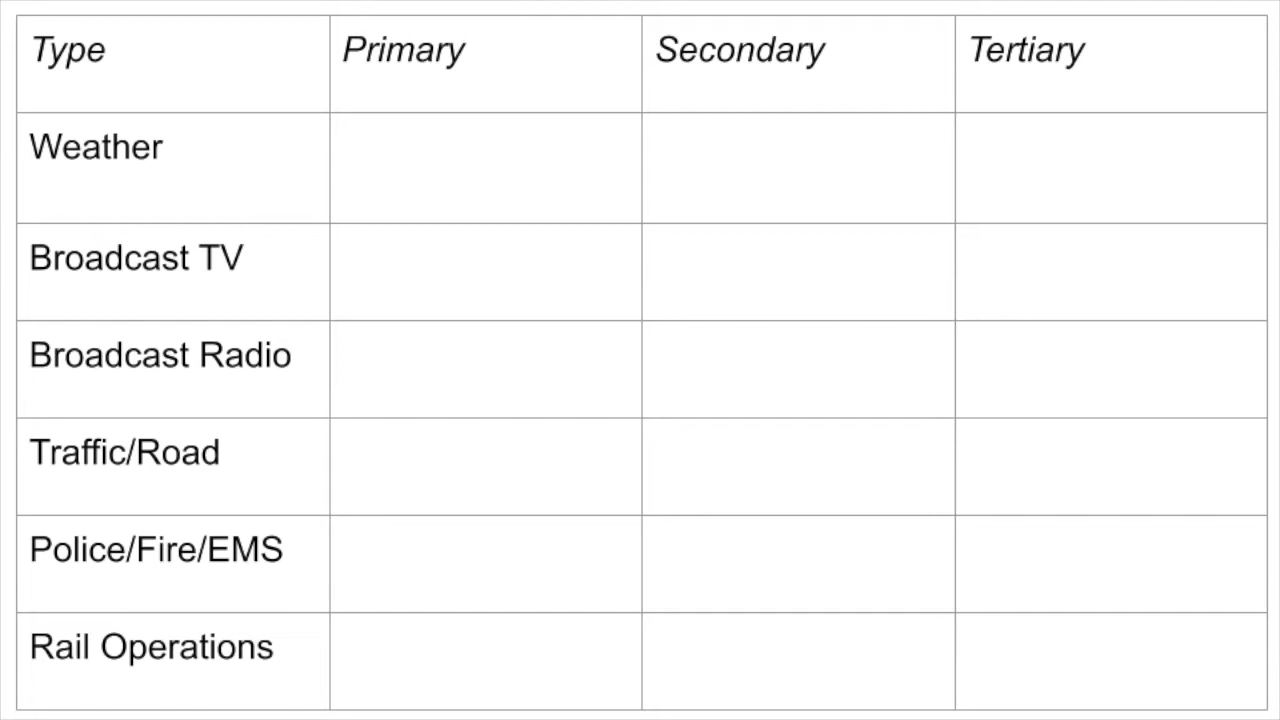 Type Primary Secondary Tertiary
Weather
Broadcast TV
Broadcast Radio
Traffic/Road
Police/Fire/EMS
Rail Operations